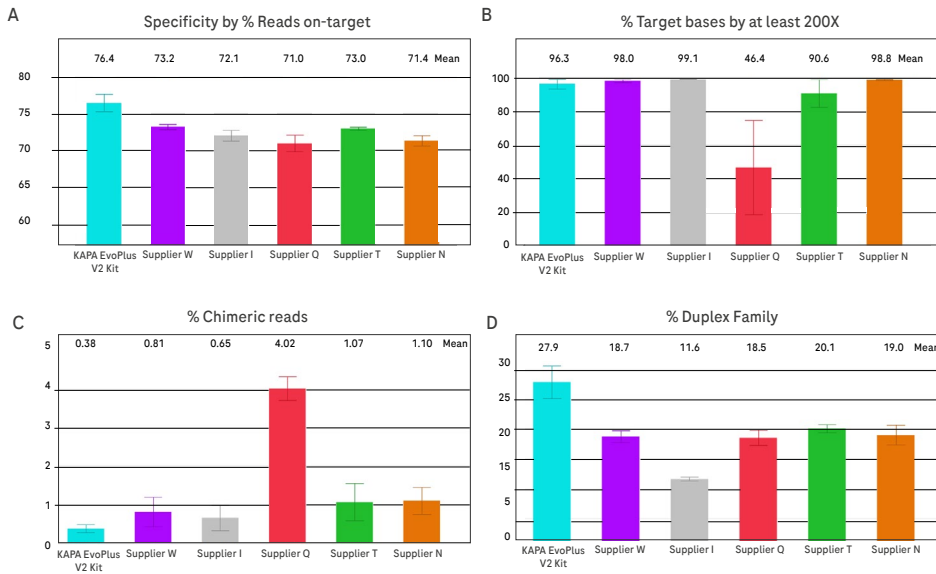 A
Specificity by % Reads on-target
76.4 73.2 72.1 71.0 73.0 71.4 Mean
80
75
70
65
60
KAPA EvoPlus V2 Kit
Supplier W
Supplier I
Supplier Q
Supplier T
Supplier N
B
% Target bases by at least 200X
96.3 98.0 99.1 46.4 90.6 98.8 Mean
100
80
60
40
20
0
KAPA EvoPlus V2 Kit
Supplier W
Supplier I
Supplier Q
Supplier T
Supplier N
C
% Chimeric reads
0.38 0.81 0.65 4.02 1.07 1.10 Mean
5
4
3
2
1
0
KAPA EvoPlus V2 Kit
Supplier W
Supplier I
Supplier Q
Supplier T
Supplier N
D
% Duplex Family
27.9 18.7 11.6 18.5 20.1 19.0 Mean
30
25
20
15
5
0
KAPA EvoPlus V2 Kit
Supplier W
Supplier I
Supplier Q
Supplier T
Supplier N